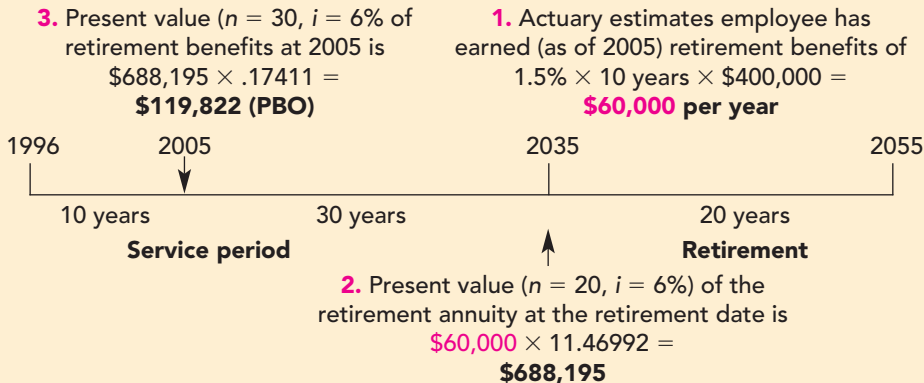 3. Present value (n = 30, i = 6% of
retirement benefits at 2005 is
$688,195 × .17411 =
$119,822 (PBO)
1. Actuary estimates employee has
earned (as of 2005) retirement benefits of
1.5% × 10 years × $400,000 =
$60,000 per year
1996 2005 2035 2055
10 years 30 years 20 years
Service period Retirement
2. Present value (n = 20, i = 6%) of the
retirement annuity at the retirement date is
$60,000 × 11.46992 =
$688,195